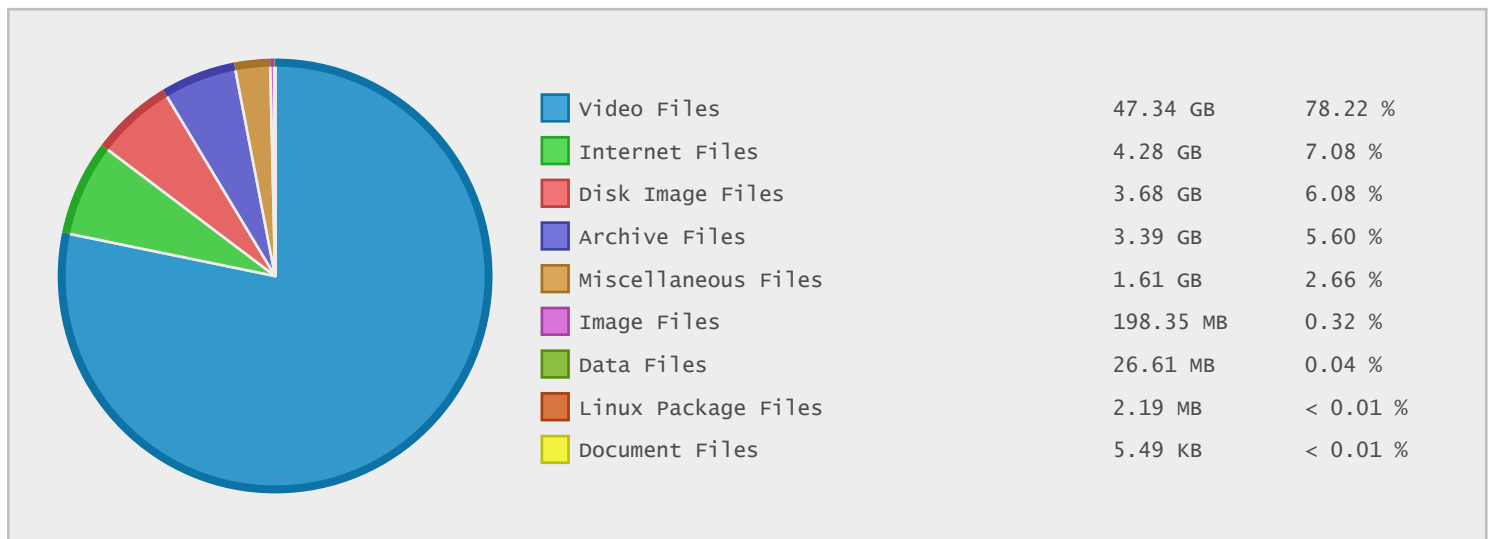 Video Files 47.34 GB 78.22 %
Internet Files 4.28 GB 7.08 %
Disk Image Files 3.68 GB 6.08 %
Archive Files 3.39 GB 5.60 %
Miscellaneous Files 1.61 GB 2.66 %
Image Files 198.35 MB 0.32 %
Data Files 26.61 MB 0.04 %
Linux Package Files 2.19 MB < 0.01 %
Document Files 5.49 KB < 0.01 %